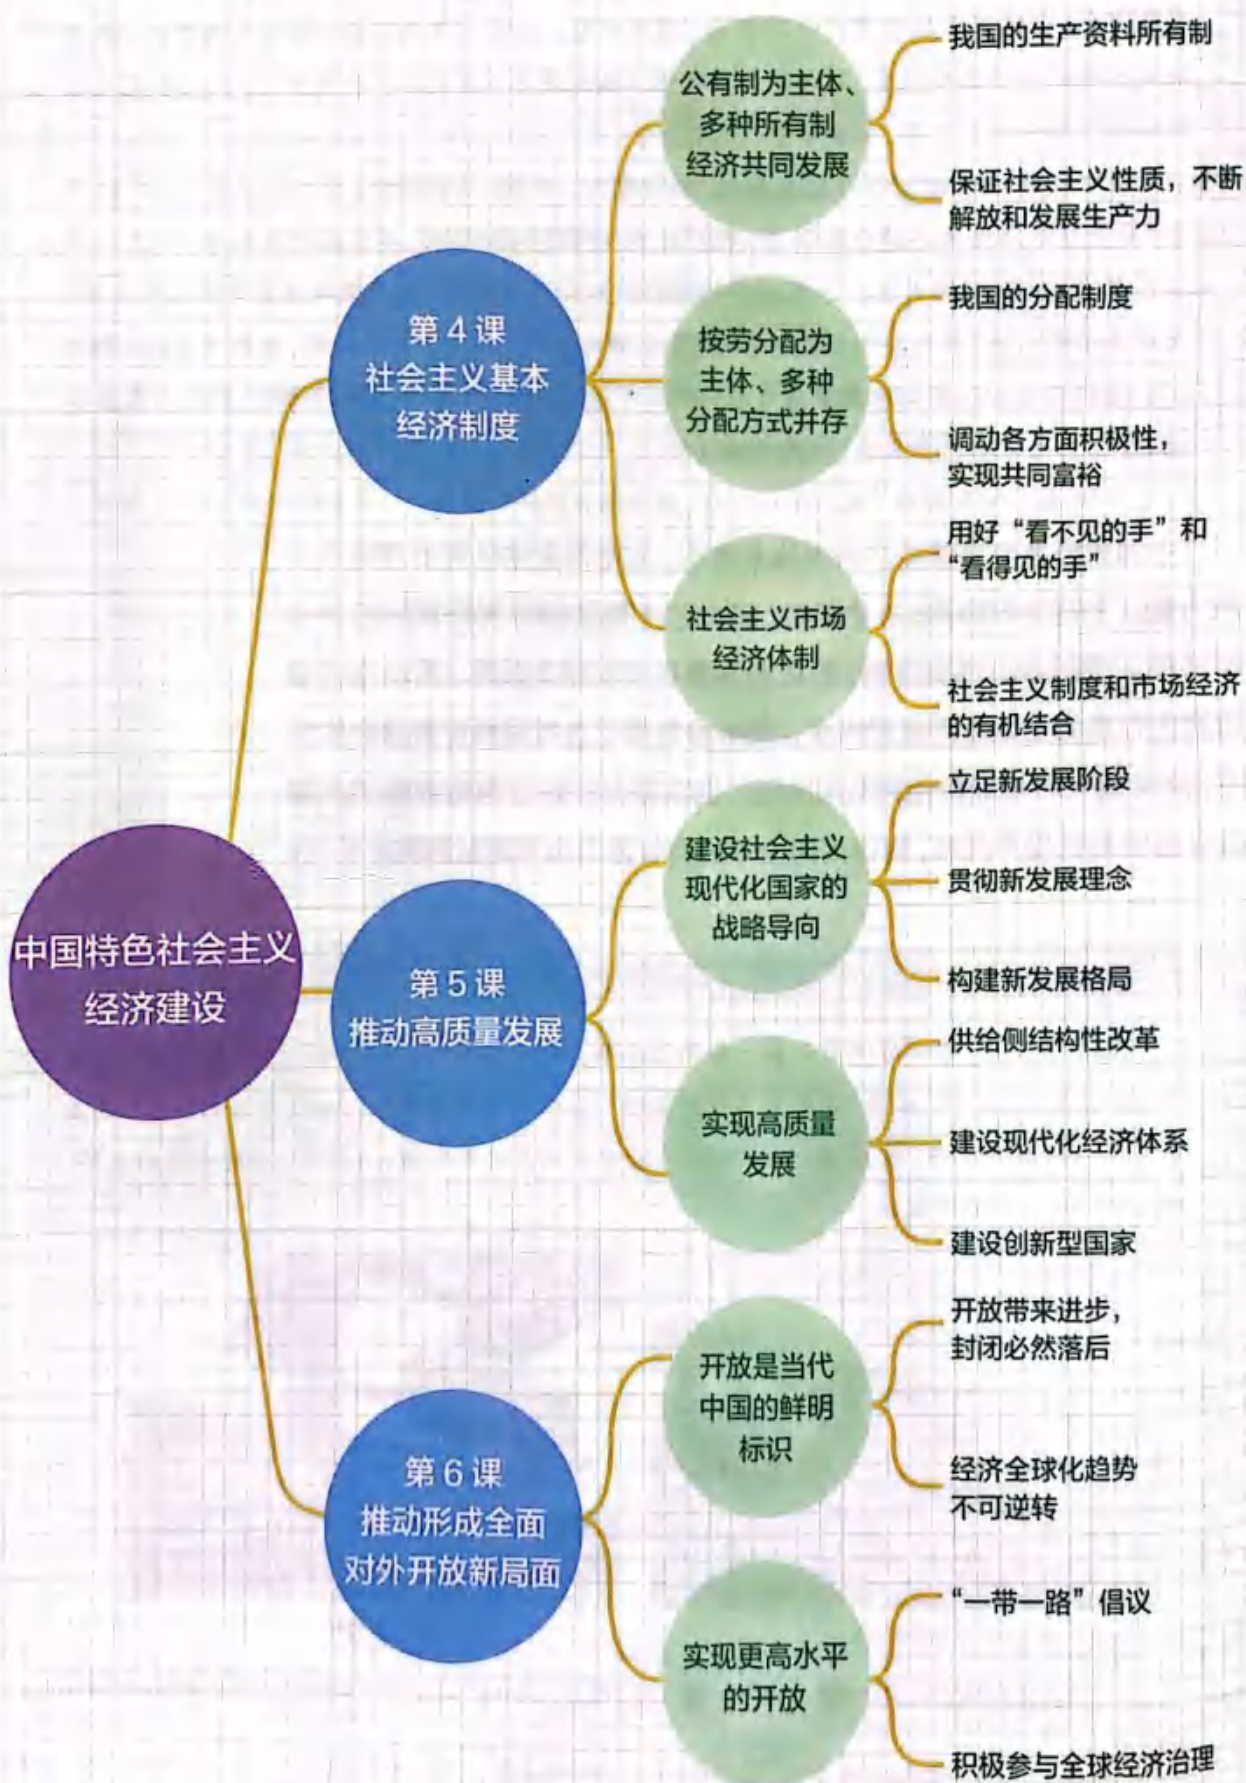 中国特色社会主义
经济建设
第4课
社会主义基本
经济制度
公有制为主体、
多种所有制
经济共同发展
我国的生产资料所有制
保证社会主义性质，不断
解放和发展生产力
按劳分配为
主体、多种
分配方式并存
我国的分配制度
调动各方面积极性，
实现共同富裕
社会主义市场
经济体制
用好“看不见的手”和
“看得见的手”
社会主义制度和市场经济
的有机结合
第5课
推动高质量发展
建设社会主义
现代化国家的
战略导向
立足新发展阶段
贯彻新发展理念
构建新发展格局
实现高质量
发展
供给侧结构性改革
建设现代化经济体系
建设创新型国家
第6课
推动形成全面
对外开放新局面
开放是当代
中国的鲜明
标识
开放带来进步，
封闭必然落后
经济全球化趋势
不可逆转
实现更高水平
的开放
“一带一路”倡议
积极参与全球经济治理